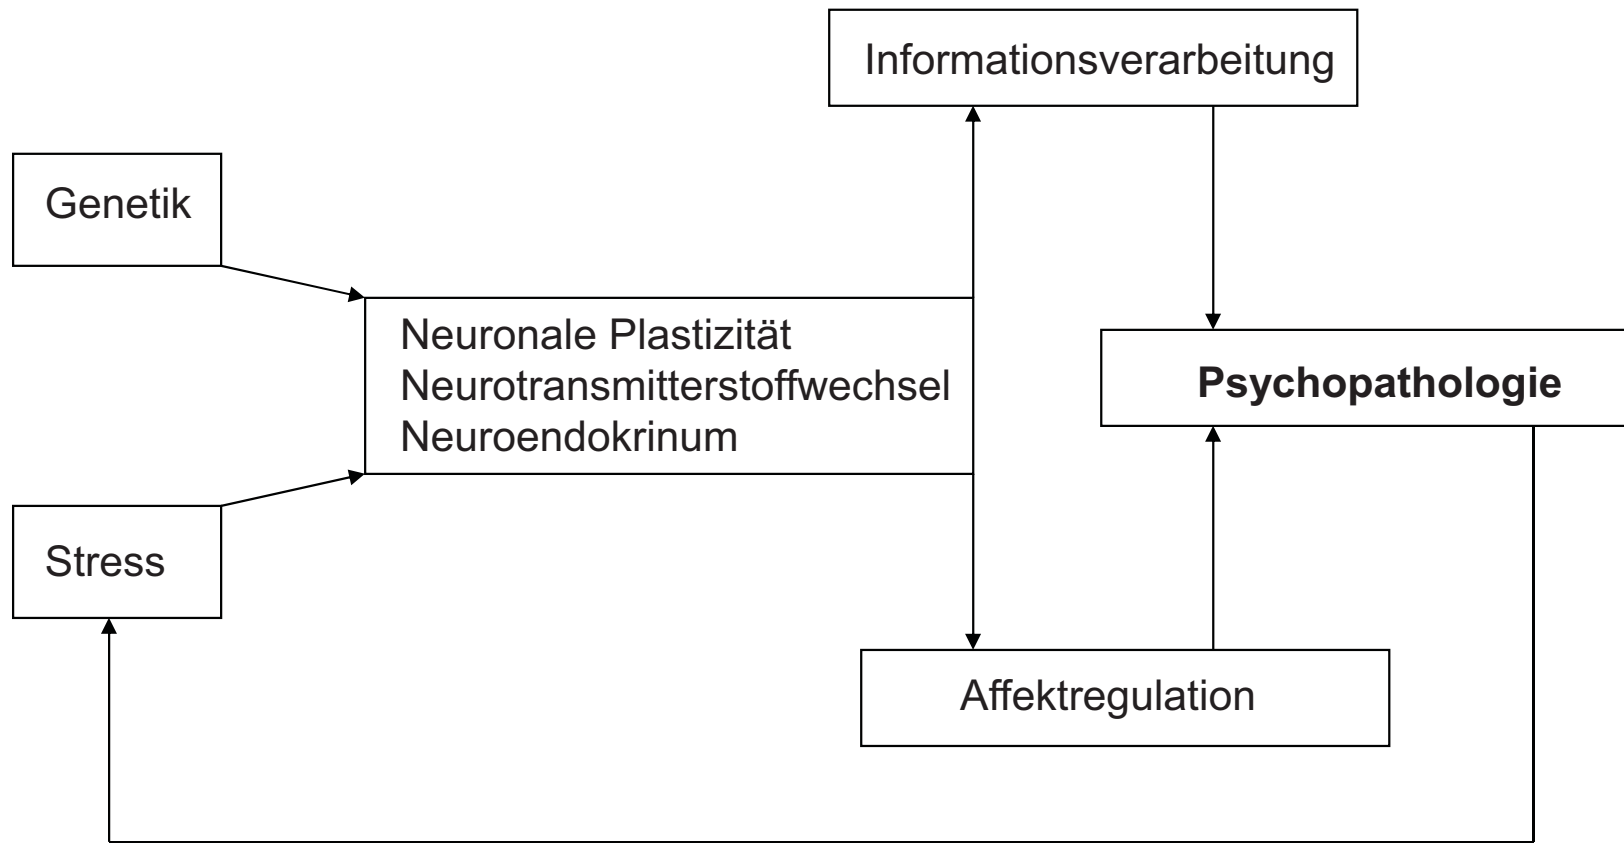 Informationsverarbeitung
Genetik
Neuronale Plastizität
Neurotransmitterstoffwechsel
Neuroendokrinum
Psychopathologie
Stress
Affektregulation